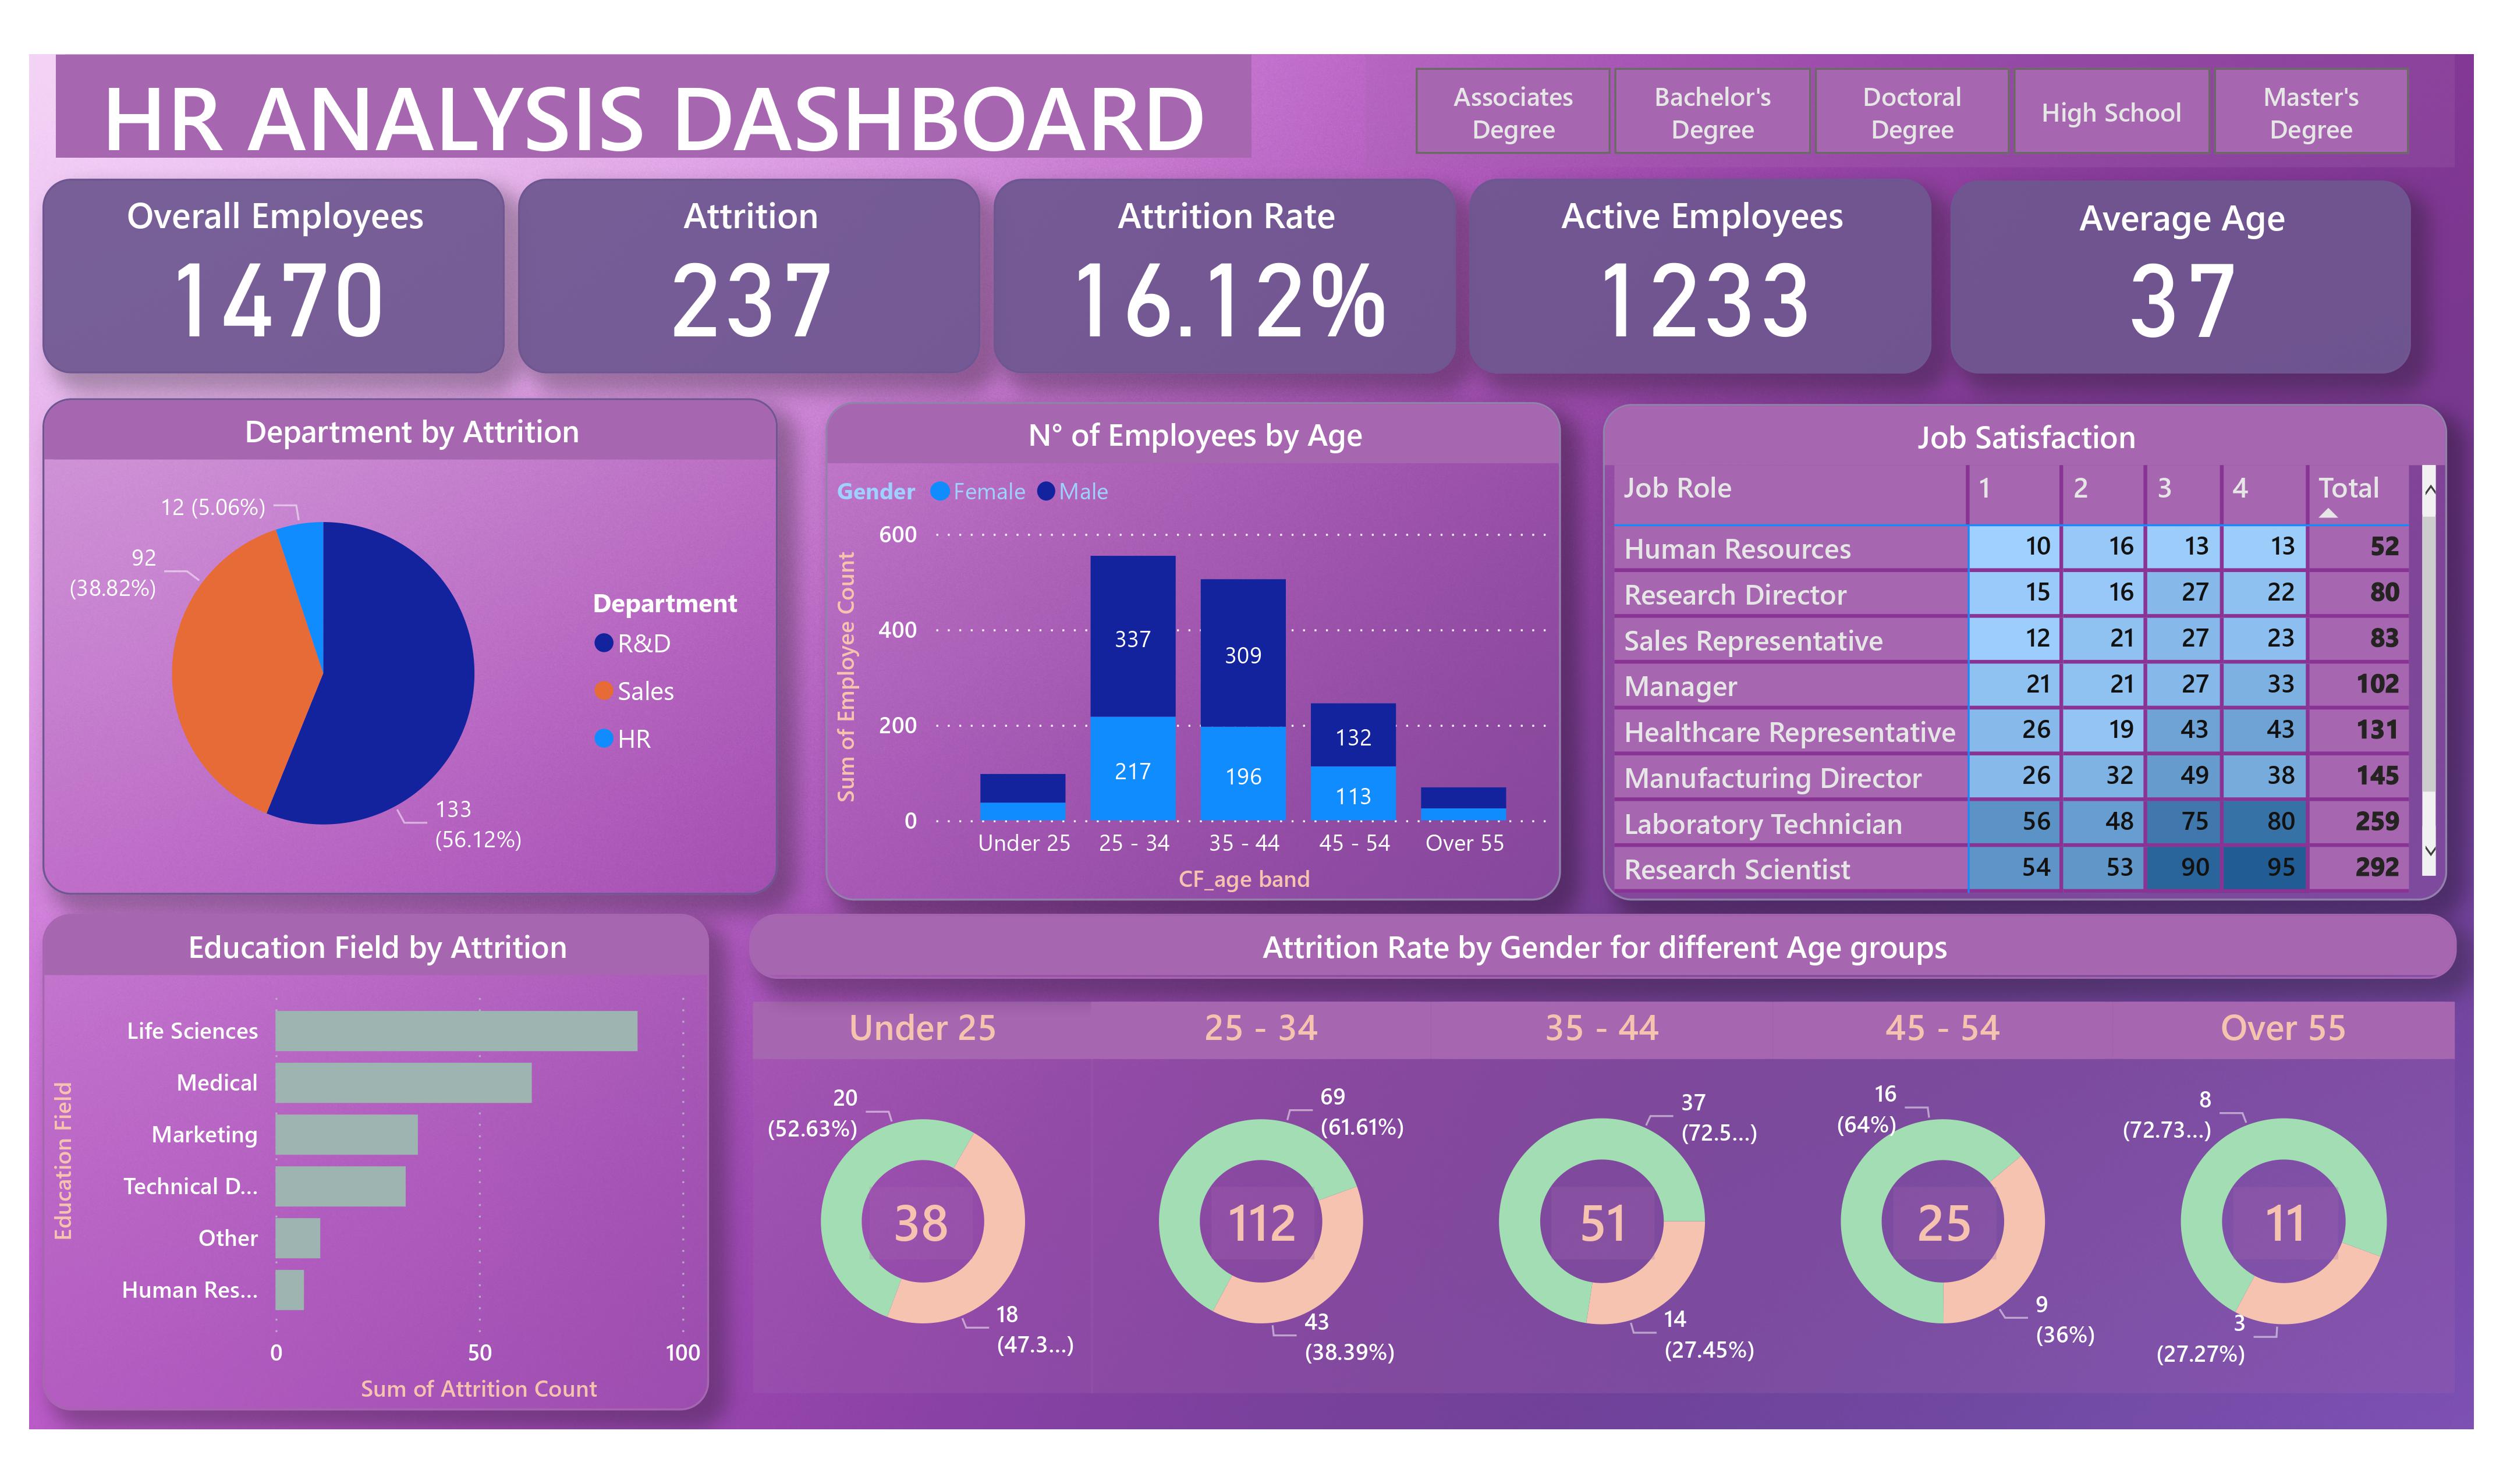 HR ANALYSIS DASHBOARD
Associates
Degree
Bachelor's
Degree
Doctoral
Degree
High School
Master's
Degree
Overall Employees
1470
Attrition
237
Attrition Rate
16.12%
Active Employees
1233
Average Age
37
Department by Attrition
12 (5.06%)
92
(38.82%)
133
(56.12%)
Department
R&D
Sales
HR
N° of Employees by Age
Gender Female Male
Sum of Employee Count
600
400
200
0
337
309
132
217
196
113
Under 25 25 - 34 35 - 44 45 - 54 Over 55
CF_age band
Job Satisfaction
Job Role 1 2 3 4 Total
Human Resources 10 16 13 13 52
Research Director 15 16 27 22 80
Sales Representative 12 21 27 23 83
Manager 21 21 27 33 102
Healthcare Representative 26 19 43 43 131
Manufacturing Director 26 32 49 38 145
Laboratory Technician 56 48 75 80 259
Research Scientist 54 53 90 95 292
Education Field by Attrition
Education Field
Life Sciences
Medical
Marketing
Technical D...
Other
Human Res...
0 50 100
Sum of Attrition Count
Attrition Rate by Gender for different Age groups
Under 25
20
(52.63%)
38
18
(47.3...)
25 - 34
69
(61.61%)
112
43
(38.39%)
35 - 44
37
(72.5...)
51
14
(27.45%)
45 - 54
16
(64%)
25
9
(36%)
Over 55
8
(72.73...)
11
3
(27.27%)